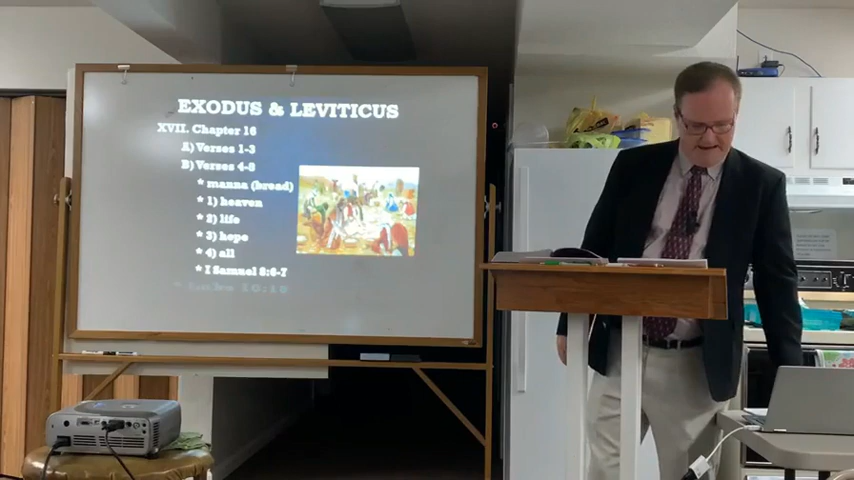 EXODUS & LEVITICUS
XVII. Chapter 16
A) Verses 1-3
B) Verses 4-8
* manna (bread)
* 1) heaven
* 2) life
* 3) hope
* 4) all
* I Samuel 8:6-7